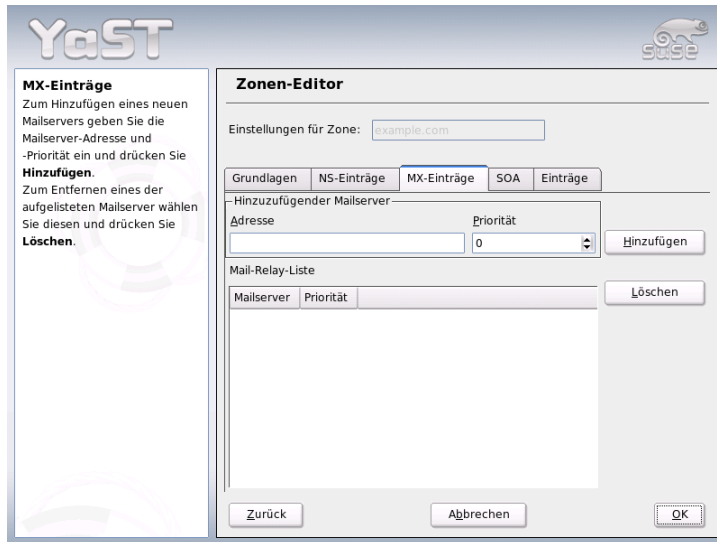 YaST
SUSE
MX-Einträge
Zum Hinzufügen eines neuen
Mailservers geben Sie die
Mailserver-Adresse und
-Priorität ein und drücken Sie
Hinzufügen.
Zum Entfernen eines der
aufgelisteten Mailserver wählen
Sie diesen und drücken Sie
Löschen.
Zonen-Editor
Einstellungen für Zone: example.com
Grundlagen NS-Einträge MX-Einträge SOA Einträge
Hinzuzufügender Mailserver
Adresse Priorität
0 Hinzufügen
Mail-Relay-Liste
Löschen
Mailserver Priorität
Zurück Abbrechen OK